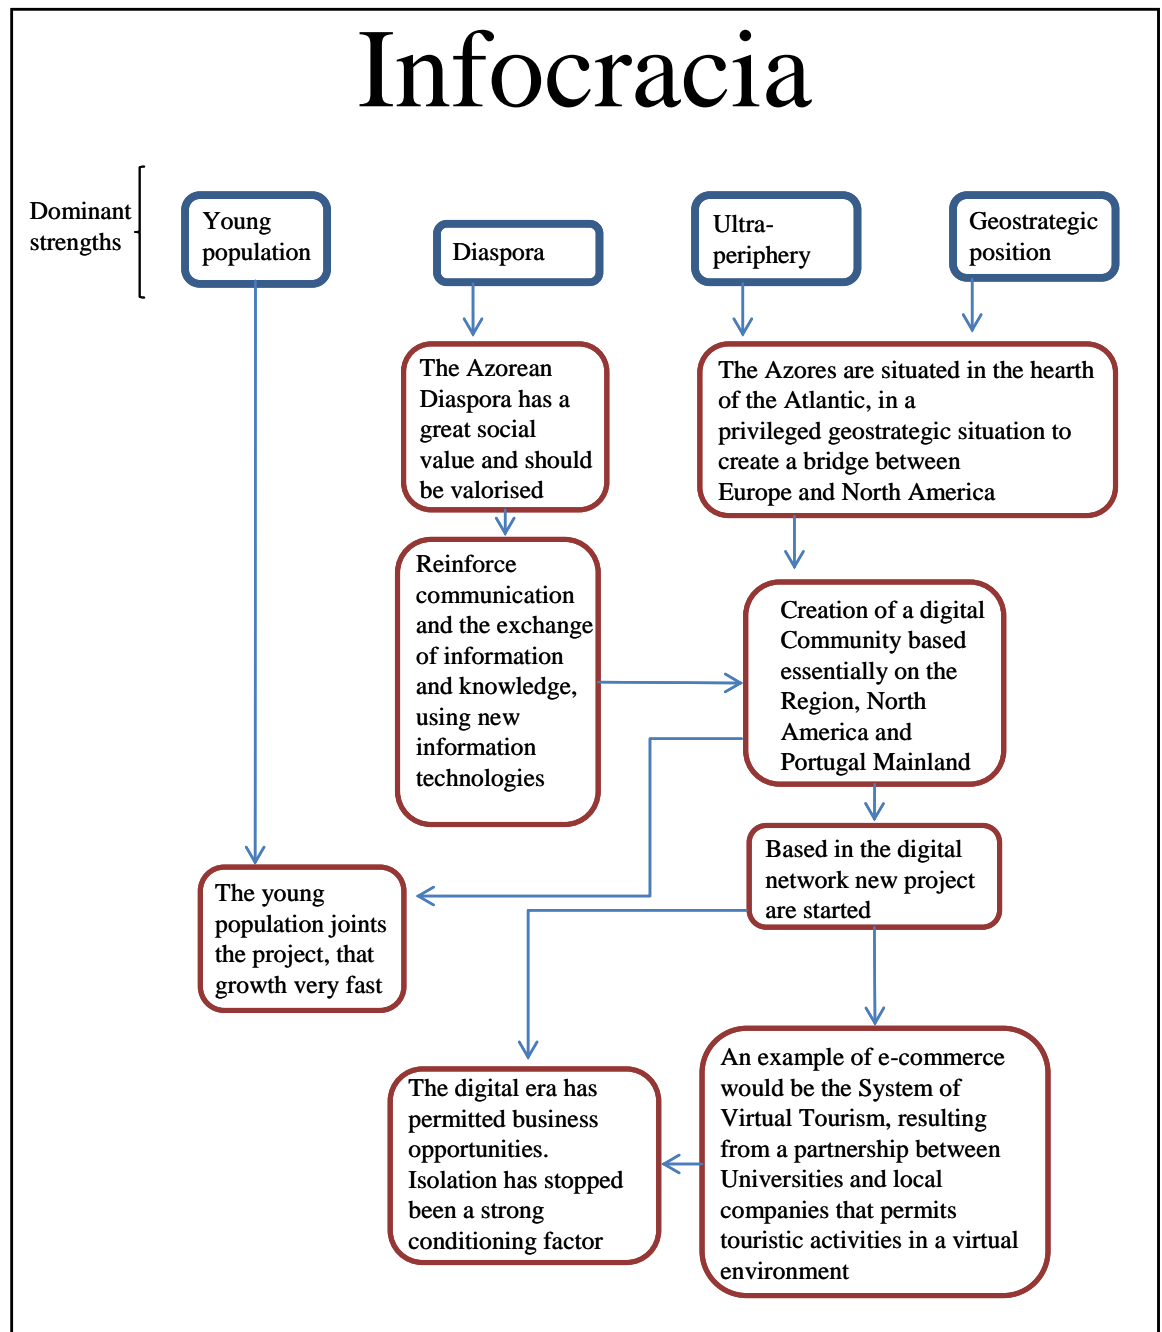 Infocracia
Dominant
strengths
Young
population
Diaspora
Ultra-
periphery
Geostrategic
position
The Azorean
Diaspora has a
great social
value and should
be valorised
The Azores are situated in the hearth
of the Atlantic, in a
privileged geostrategic situation to
create a bridge between
Europe and North America
Reinforce
communication
and the exchange
of information
and knowledge,
using new
information
technologies
Creation of a digital
Community based
essentially on the
Region, North
America and
Portugal Mainland
Based in the digital
network new project
are started
The young
population joints
the project, that
growth very fast
The digital era has
permitted business
opportunities.
Isolation has stopped
been a strong
conditioning factor
An example of e-commerce
would be the System of
Virtual Tourism, resulting
from a partnership between
Universities and local
companies that permits
touristic activities in a virtual
environment